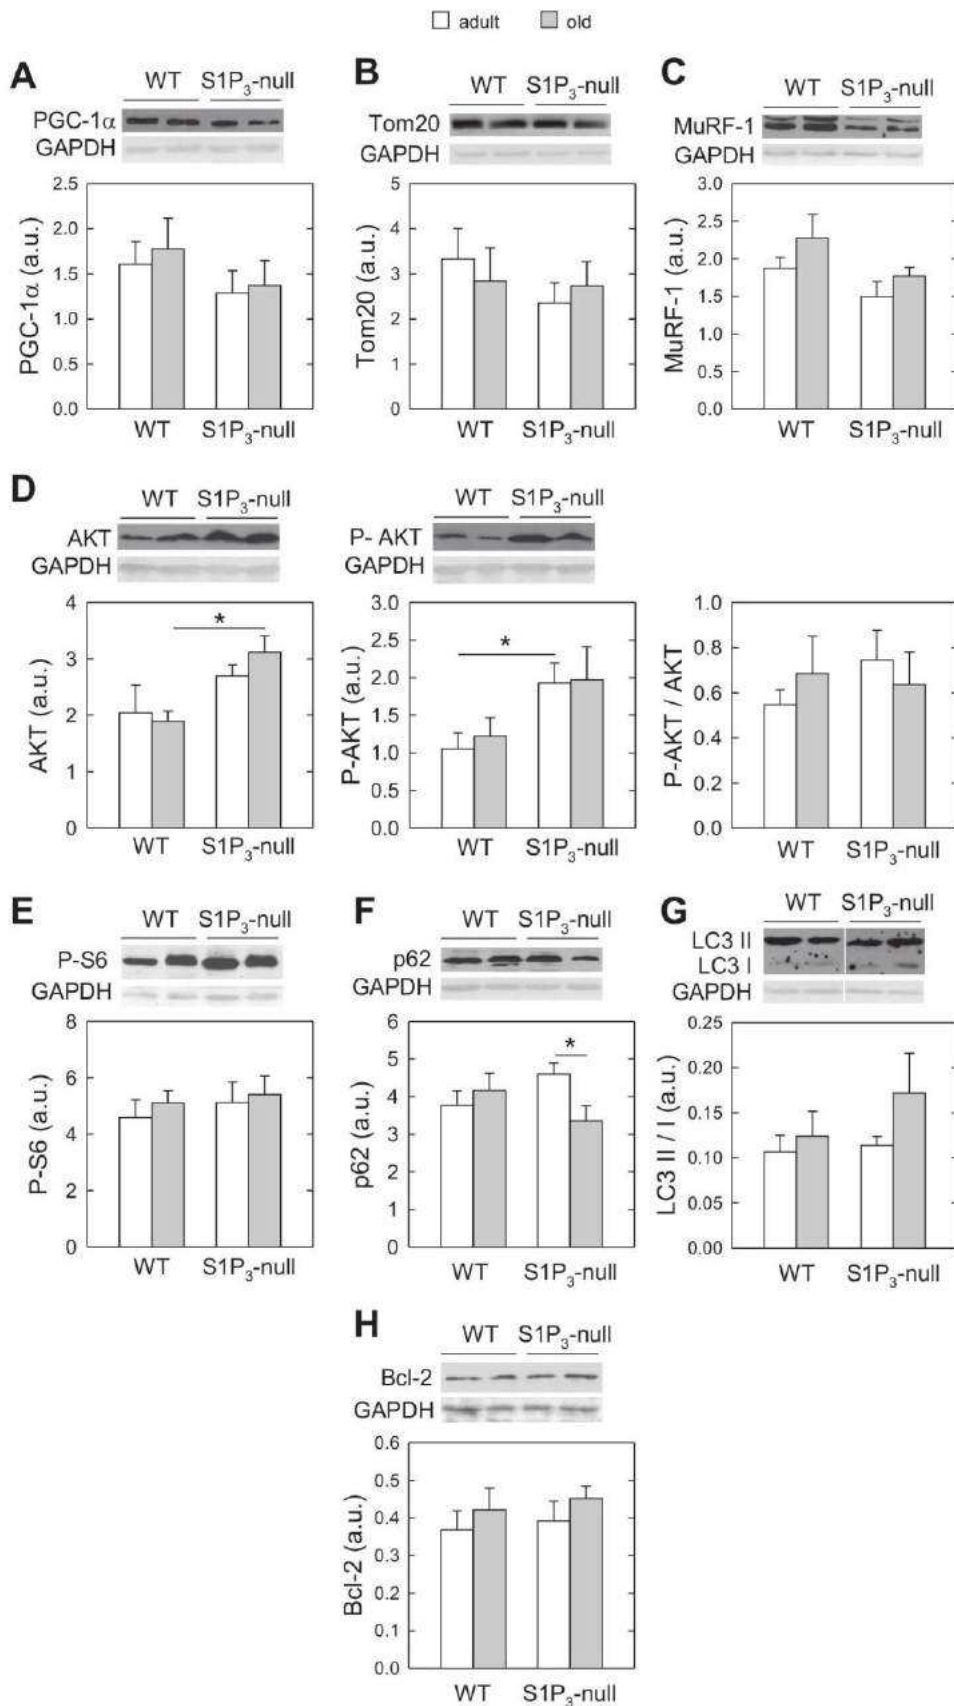 adult old
A WT S1P₃-null
PGC-1α
GAPDH
PGC-1α (a.u.)
2.5
2.0
1.5
1.0
0.5
0.0
WT S1P₃-null
B WT S1P₃-null
Tom20
GAPDH
Tom20 (a.u.)
5
4
3
2
1
0
WT S1P₃-null
C WT S1P₃-null
MuRF-1
GAPDH
MuRF-1 (a.u.)
3.0
2.5
2.0
1.5
1.0
0.5
0.0
WT S1P₃-null
D WT S1P₃-null
AKT
GAPDH
AKT (a.u.)
4
3
2
1
0
*
WT S1P₃-null
WT S1P₃-null
P- AKT
GAPDH
P-AKT (a.u.)
3.0
2.5
2.0
1.5
1.0
0.5
0.0
*
WT S1P₃-null
P-AKT / AKT
1.0
0.8
0.6
0.4
0.2
0.0
WT S1P₃-null
E WT S1P₃-null
P-S6
GAPDH
P-S6 (a.u.)
8
6
4
2
0
WT S1P₃-null
F WT S1P₃-null
p62
GAPDH
p62 (a.u.)
6
5
4
3
2
1
0
*
WT S1P₃-null
G WT S1P₃-null
LC3 II
LC3 I
GAPDH
LC3 II / I (a.u.)
0.25
0.20
0.15
0.10
0.05
0.00
WT S1P₃-null
H WT S1P₃-null
Bcl-2
GAPDH
Bcl-2 (a.u.)
0.6
0.5
0.4
0.3
0.2
0.1
0.0
WT S1P₃-null